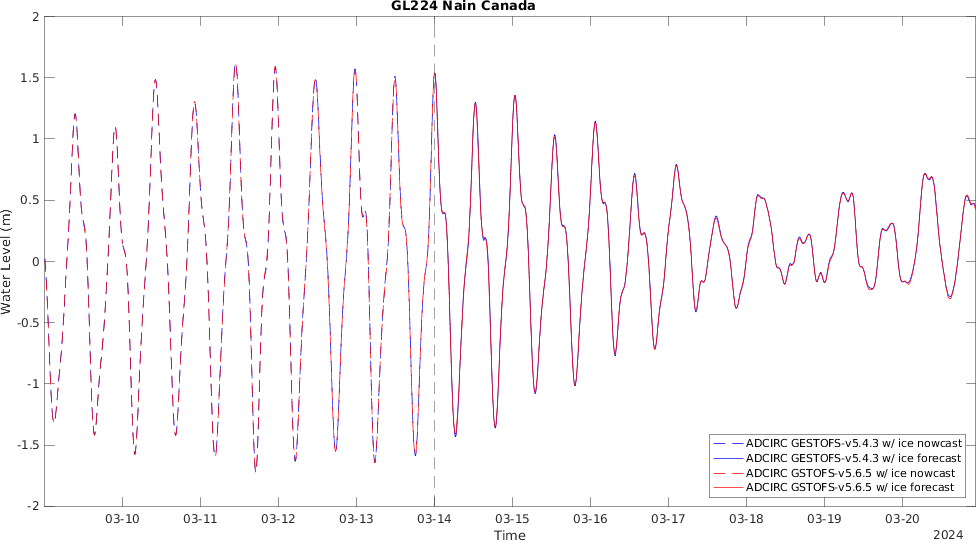 GL224 Nain Canada
2
1.5
1
0.5
0
-0.5
-1
-1.5
-2
Water Level (m)
03-10 03-11 03-12 03-13 03-14 03-15 03-16 03-17 03-18 03-19 03-20
Time
2024
ADCIRC GESTOFS-v5.4.3 w/ ice nowcast
ADCIRC GESTOFS-v5.4.3 w/ ice forecast
ADCIRC GSTOFS-v5.6.5 w/ ice nowcast
ADCIRC GSTOFS-v5.6.5 w/ ice forecast